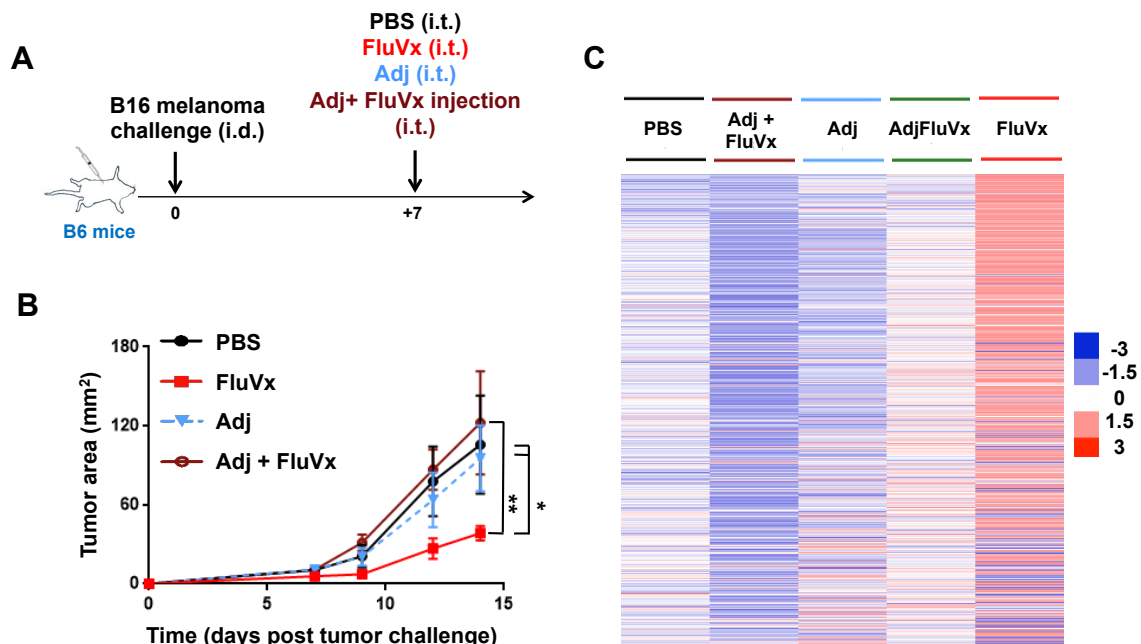 A
PBS (i.t.)
FluVx (i.t.)
Adj (i.t.)
Adj+ FluVx injection
(i.t.)
B16 melanoma
challenge (i.d.)
0
+7
B6 mice
B
PBS
FluVx
Adj
Adj + FluVx
180
120
60
0
Tumor area (mm²)
0
5
10
15
Time (days post tumor challenge)
**
*
C
PBS
Adj +
FluVx
Adj
AdjFluVx
FluVx
-3
-1.5
0
1.5
3